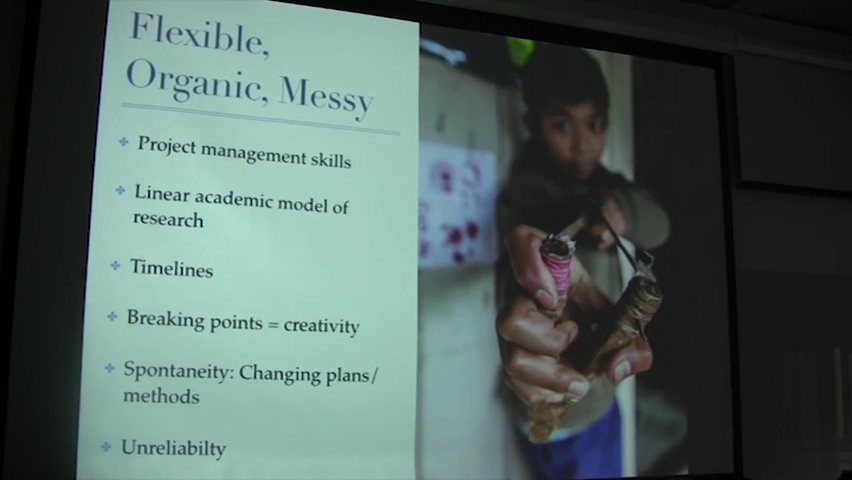 Flexible,
Organic, Messy
Project management skills
Linear academic model of
research
Timelines
Breaking points = creativity
Spontaneity: Changing plans/
methods
Unreliabilty